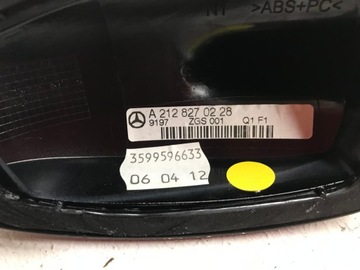 >ABS+PC<
A 212 827 02 28
9197 ZGS 001 Q1 F1
3599596633
06 04 12